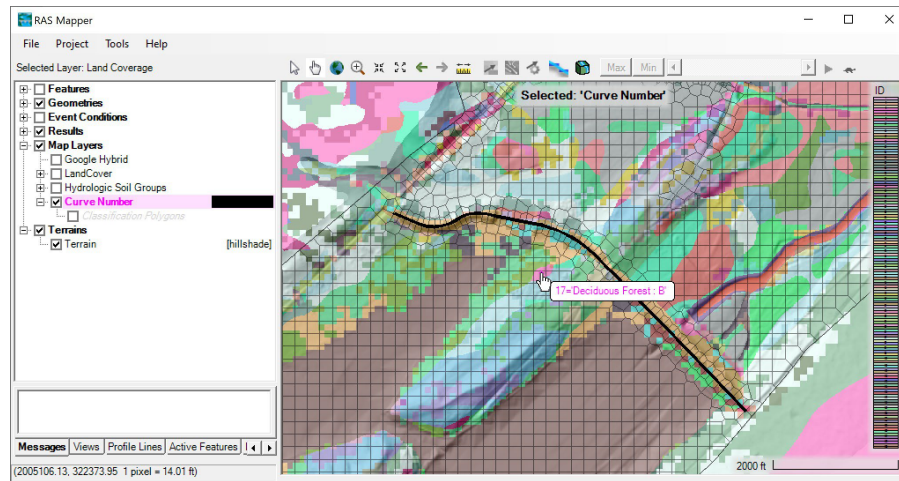 RAS Mapper
File Project Tools Help
Selected Layer: Land Coverage
Max Min
Features
Geometries
Event Conditions
Results
Map Layers
Google Hybrid
LandCover
Hydrologic Soil Groups
Curve Number
Classification Polygons
Terrains
Terrain [hillshade]
Selected: 'Curve Number'
ID
17='Deciduous Forest : B'
2000 ft
Messages Views Profile Lines Active Features
(2005106.13, 322373.95 1 pixel = 14.01 ft)